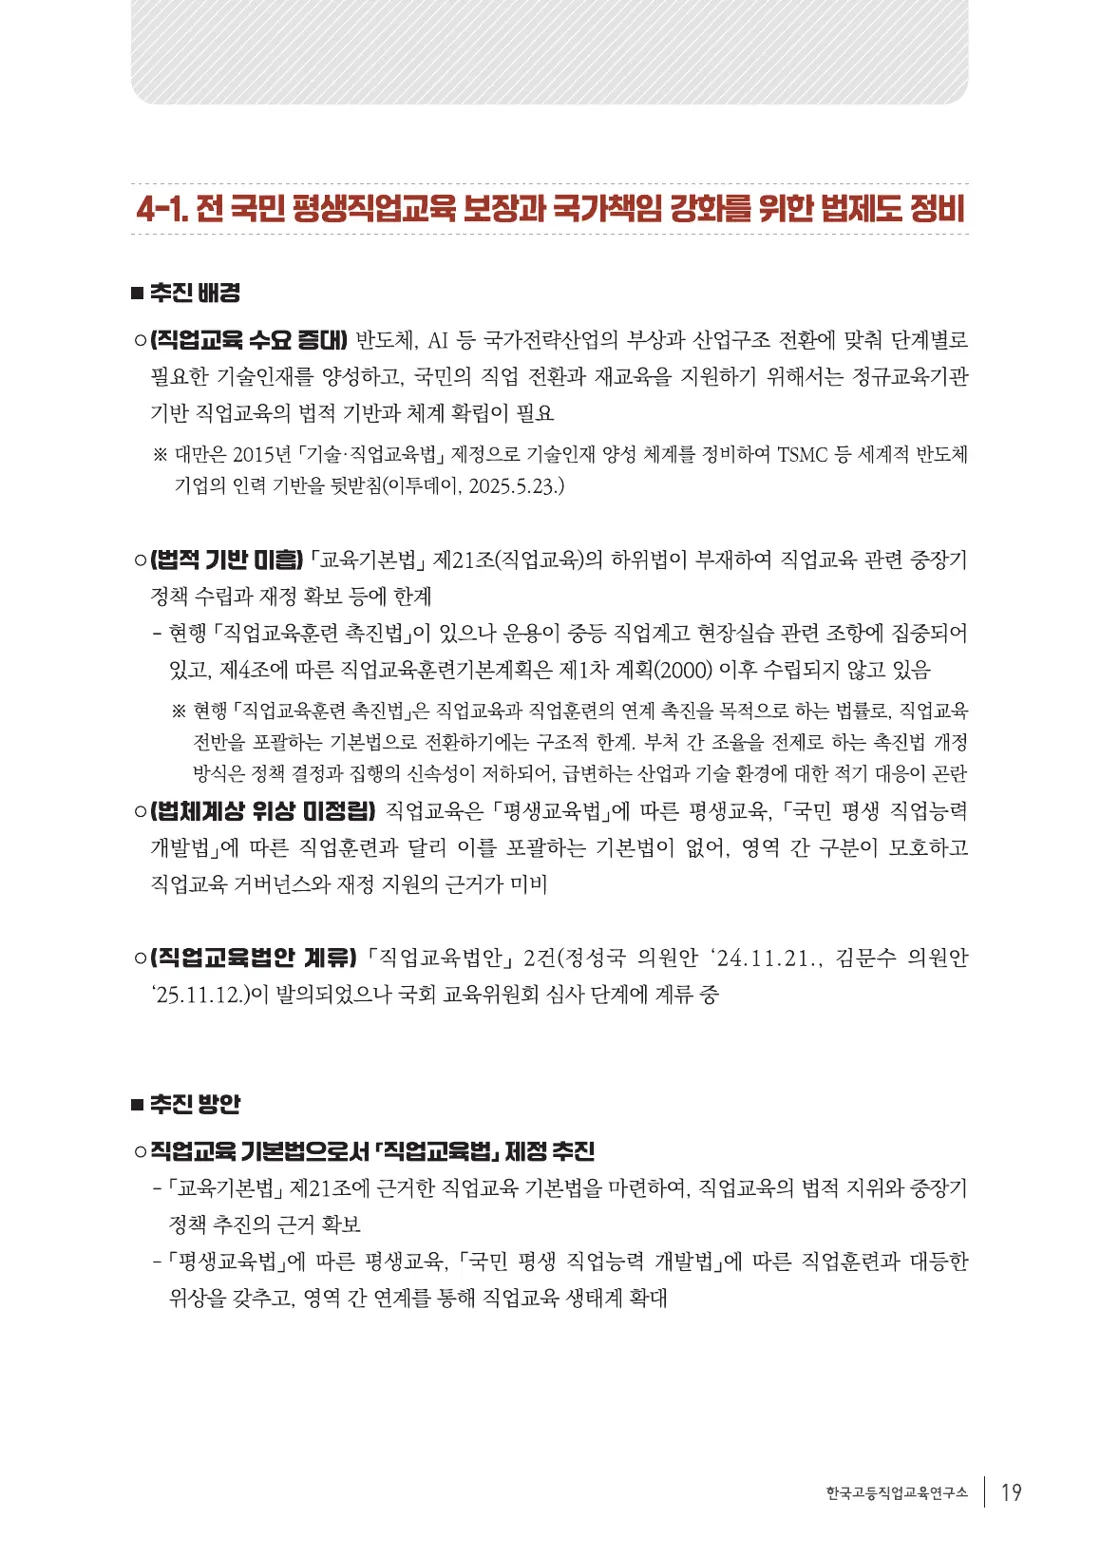 4-1. 전 국민 평생직업교육 보장과 국가책임 강화를 위한 법제도 정비
■ 추진 배경
○(직업교육 수요 증대) 반도체, AI 등 국가전략산업의 부상과 산업구조 전환에 맞춰 단계별로
필요한 기술인재를 양성하고, 국민의 직업 전환과 재교육을 지원하기 위해서는 정규교육기관
기반 직업교육의 법적 기반과 체계 확립이 필요
※ 대만은 2015년 「기술·직업교육법」 제정으로 기술인재 양성 체계를 정비하여 TSMC 등 세계적 반도체
기업의 인력 기반을 뒷받침(이투데이, 2025.5.23.)
○(법적 기반 미흡) 「교육기본법」 제21조(직업교육)의 하위법이 부재하여 직업교육 관련 중장기
정책 수립과 재정 확보 등에 한계
- 현행 「직업교육훈련 촉진법」이 있으나 운용이 중등 직업계고 현장실습 관련 조항에 집중되어
있고, 제4조에 따른 직업교육훈련기본계획은 제1차 계획(2000) 이후 수립되지 않고 있음
※ 현행 「직업교육훈련 촉진법」은 직업교육과 직업훈련의 연계 촉진을 목적으로 하는 법률로, 직업교육
전반을 포괄하는 기본법으로 전환하기에는 구조적 한계. 부처 간 조율을 전제로 하는 촉진법 개정
방식은 정책 결정과 집행의 신속성이 저하되어, 급변하는 산업과 기술 환경에 대한 적기 대응이 곤란
○(법체계상 위상 미정립) 직업교육은 「평생교육법」에 따른 평생교육, 「국민 평생 직업능력
개발법」에 따른 직업훈련과 달리 이를 포괄하는 기본법이 없어, 영역 간 구분이 모호하고
직업교육 거버넌스와 재정 지원의 근거가 미비
○(직업교육법안 계류) 「직업교육법안」 2건(정성국 의원안 ‘24.11.21., 김문수 의원안
‘25.11.12.)이 발의되었으나 국회 교육위원회 심사 단계에 계류 중
■ 추진 방안
○직업교육 기본법으로서 「직업교육법」 제정 추진
-「교육기본법」 제21조에 근거한 직업교육 기본법을 마련하여, 직업교육의 법적 지위와 중장기
정책 추진의 근거 확보
-「평생교육법」에 따른 평생교육, 「국민 평생 직업능력 개발법」에 따른 직업훈련과 대등한
위상을 갖추고, 영역 간 연계를 통해 직업교육 생태계 확대
한국고등직업교육연구소 19